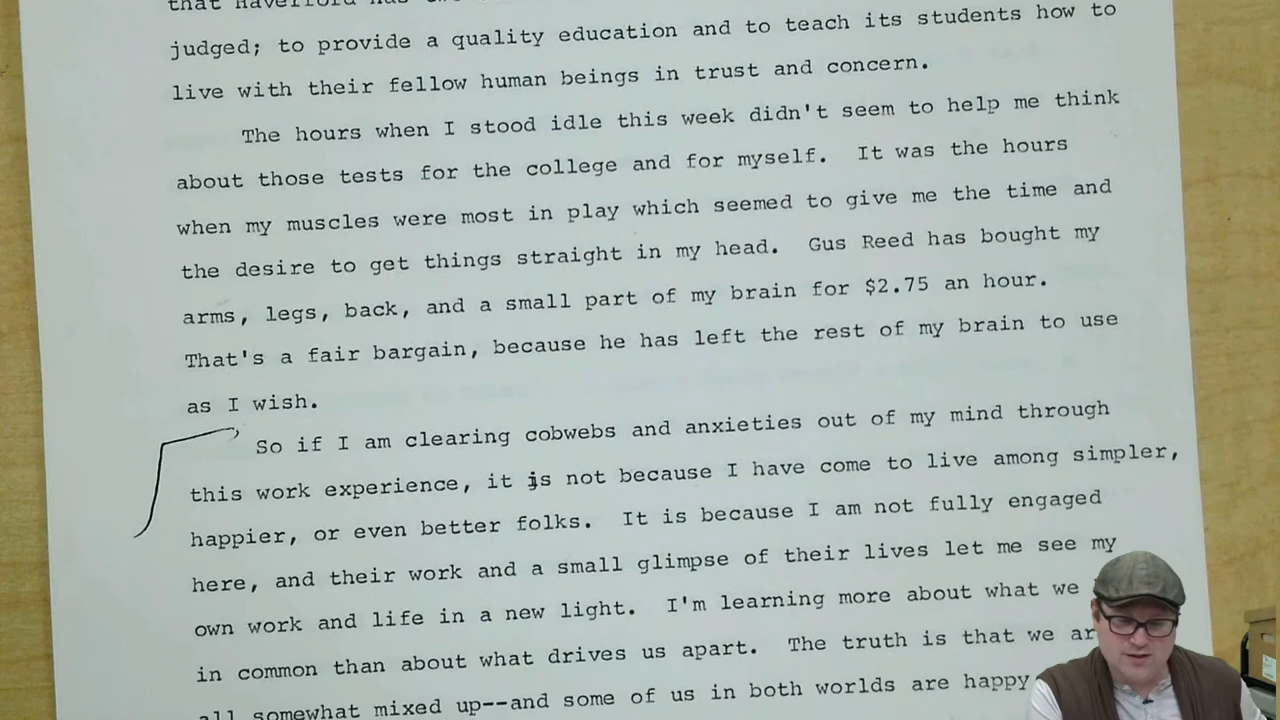 that Haverford has
judged; to provide a quality education and to teach its students how to
live with their fellow human beings in trust and concern.
The hours when I stood idle this week didn't seem to help me think
about those tests for the college and for myself. It was the hours
when my muscles were most in play which seemed to give me the time and
the desire to get things straight in my head. Gus Reed has bought my
arms, legs, back, and a small part of my brain for $2.75 an hour.
That's a fair bargain, because he has left the rest of my brain to use
as I wish.
So if I am clearing cobwebs and anxieties out of my mind through
this work experience, it is not because I have come to live among simpler,
happier, or even better folks. It is because I am not fully engaged
here, and their work and a small glimpse of their lives let me see my
own work and life in a new light. I'm learning more about what we
in common than about what drives us apart. The truth is that we
all somewhat mixed up--and some of us in both worlds are happy